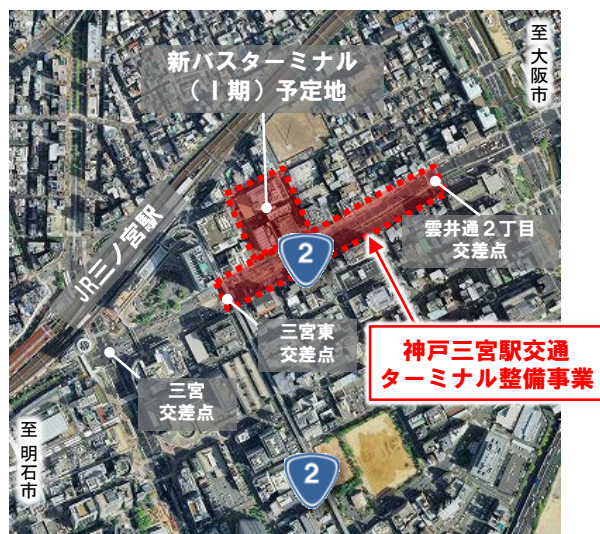 至 大阪市
新バスターミナル
（Ⅰ期）予定地
JR三ノ宮駅
雲井通２丁目
交差点
2
三宮東
交差点
神戸三宮駅交通
ターミナル整備事業
三宮
交差点
至 明石市
2